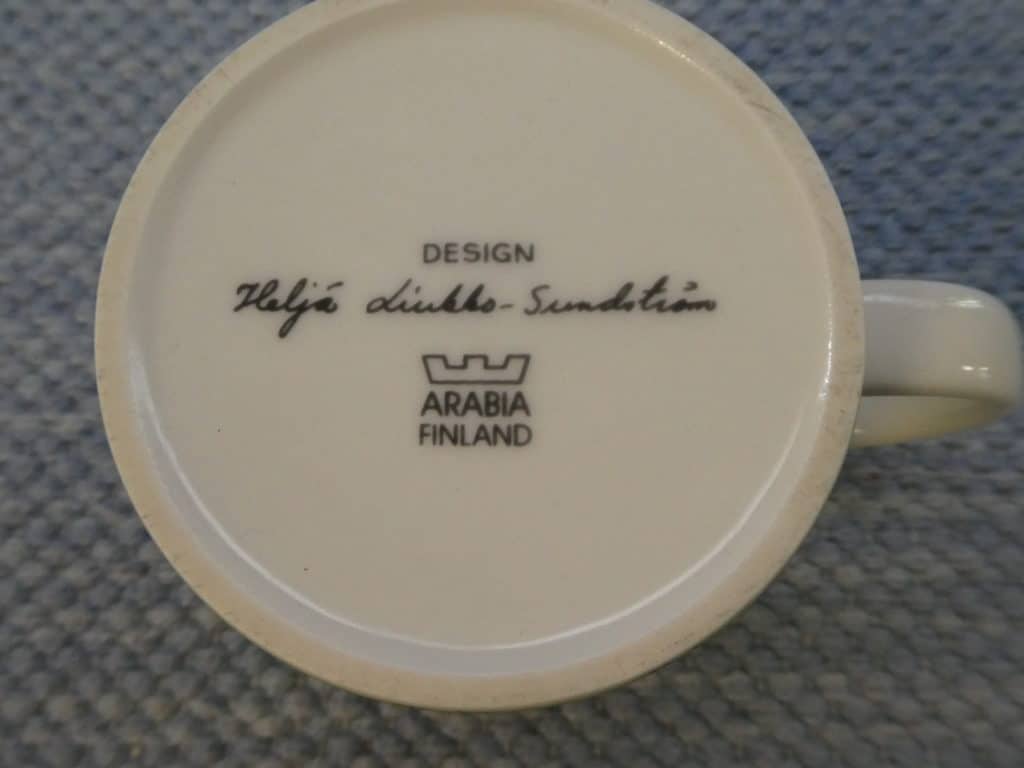 DESIGN
Heljä Liukko-Sundström
ARABIA
FINLAND